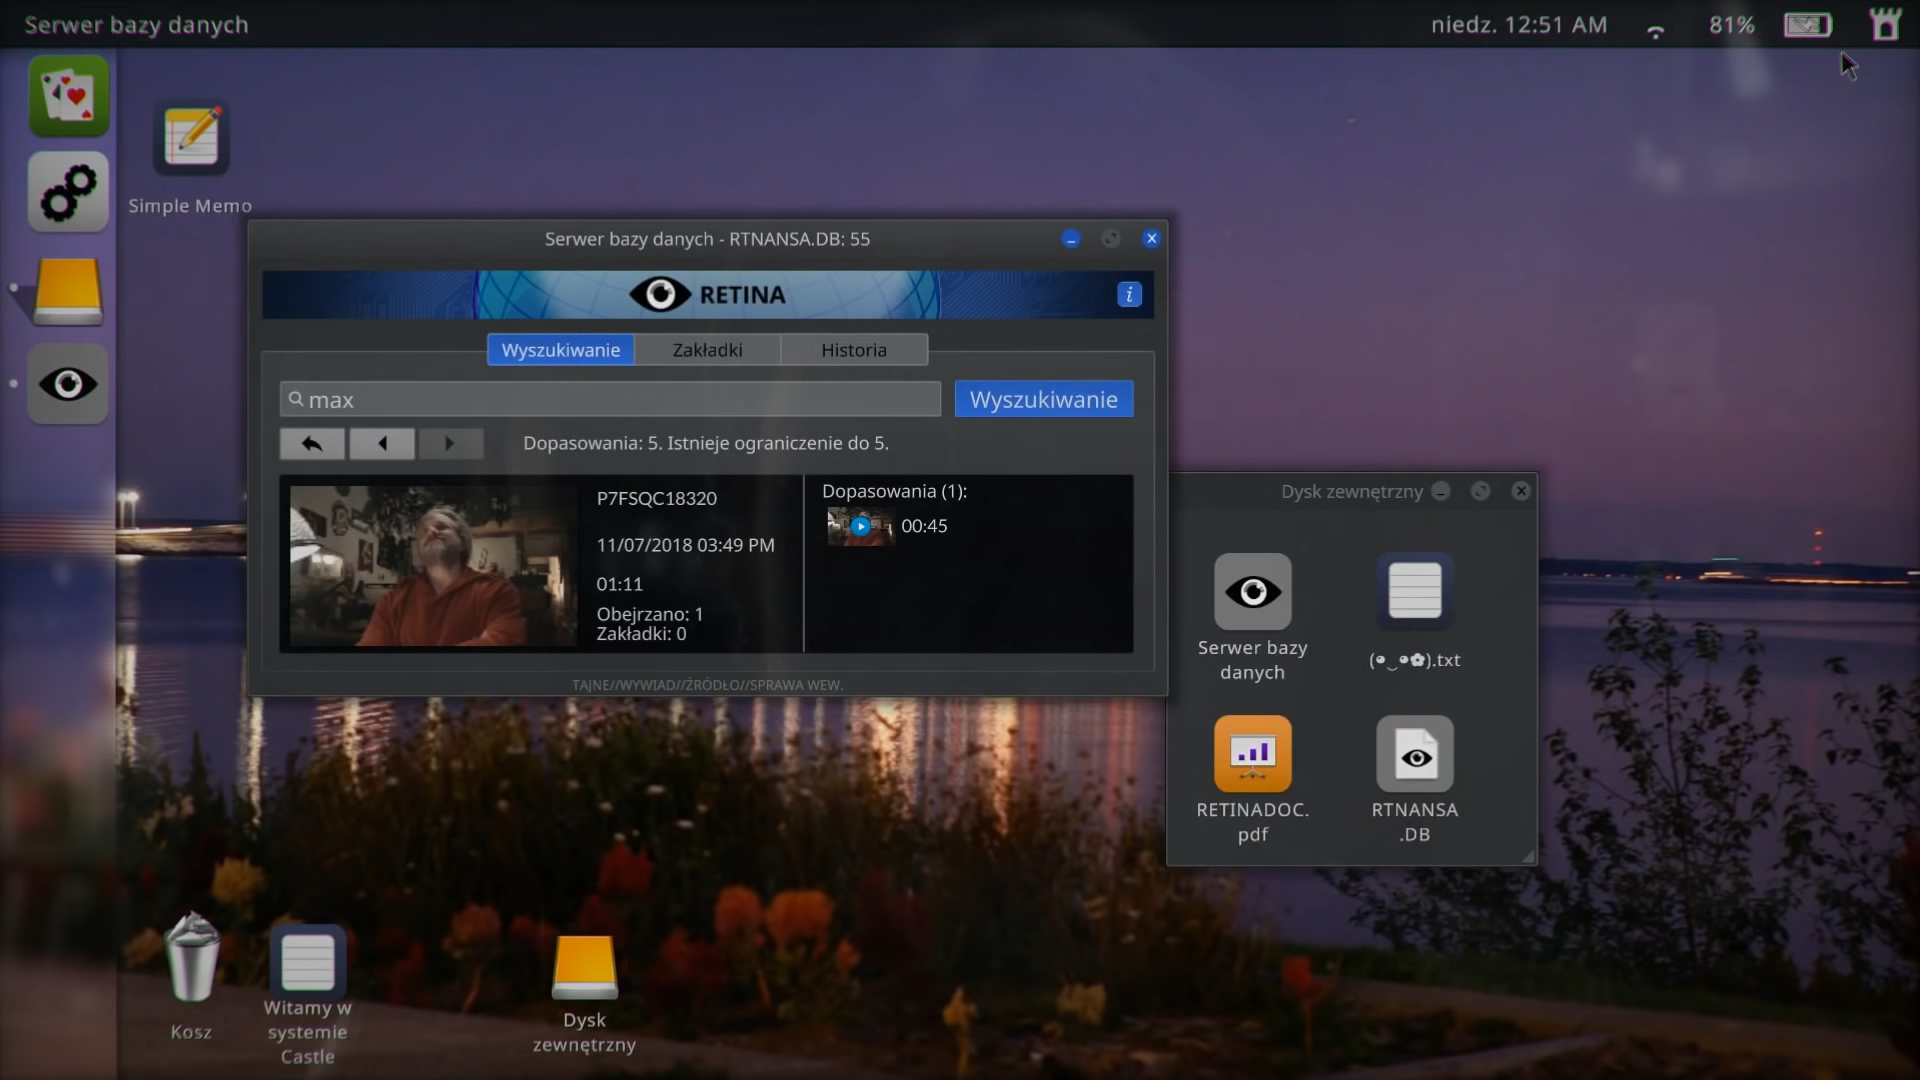 Serwer bazy danych
niedz. 12:51 AM
81%
Simple Memo
Serwer bazy danych - RTNANSA.DB: 55
RETINA
i
Wyszukiwanie
Zakładki
Historia
max
Wyszukiwanie
Dopasowania: 5. Istnieje ograniczenie do 5.
P7FSQC18320
11/07/2018 03:49 PM
01:11
Obejrzano: 1
Zakładki: 0
Dopasowania (1):
00:45
TAJNE//WYWIAD//ŹRÓDŁO//SPRAWA WEW.
Dysk zewnętrzny
Serwer bazy
danych
(◕‿◕✿).txt
RETINADOC.
pdf
RTNANSA
.DB
Kosz
Witamy w
systemie
Castle
Dysk
zewnętrzny